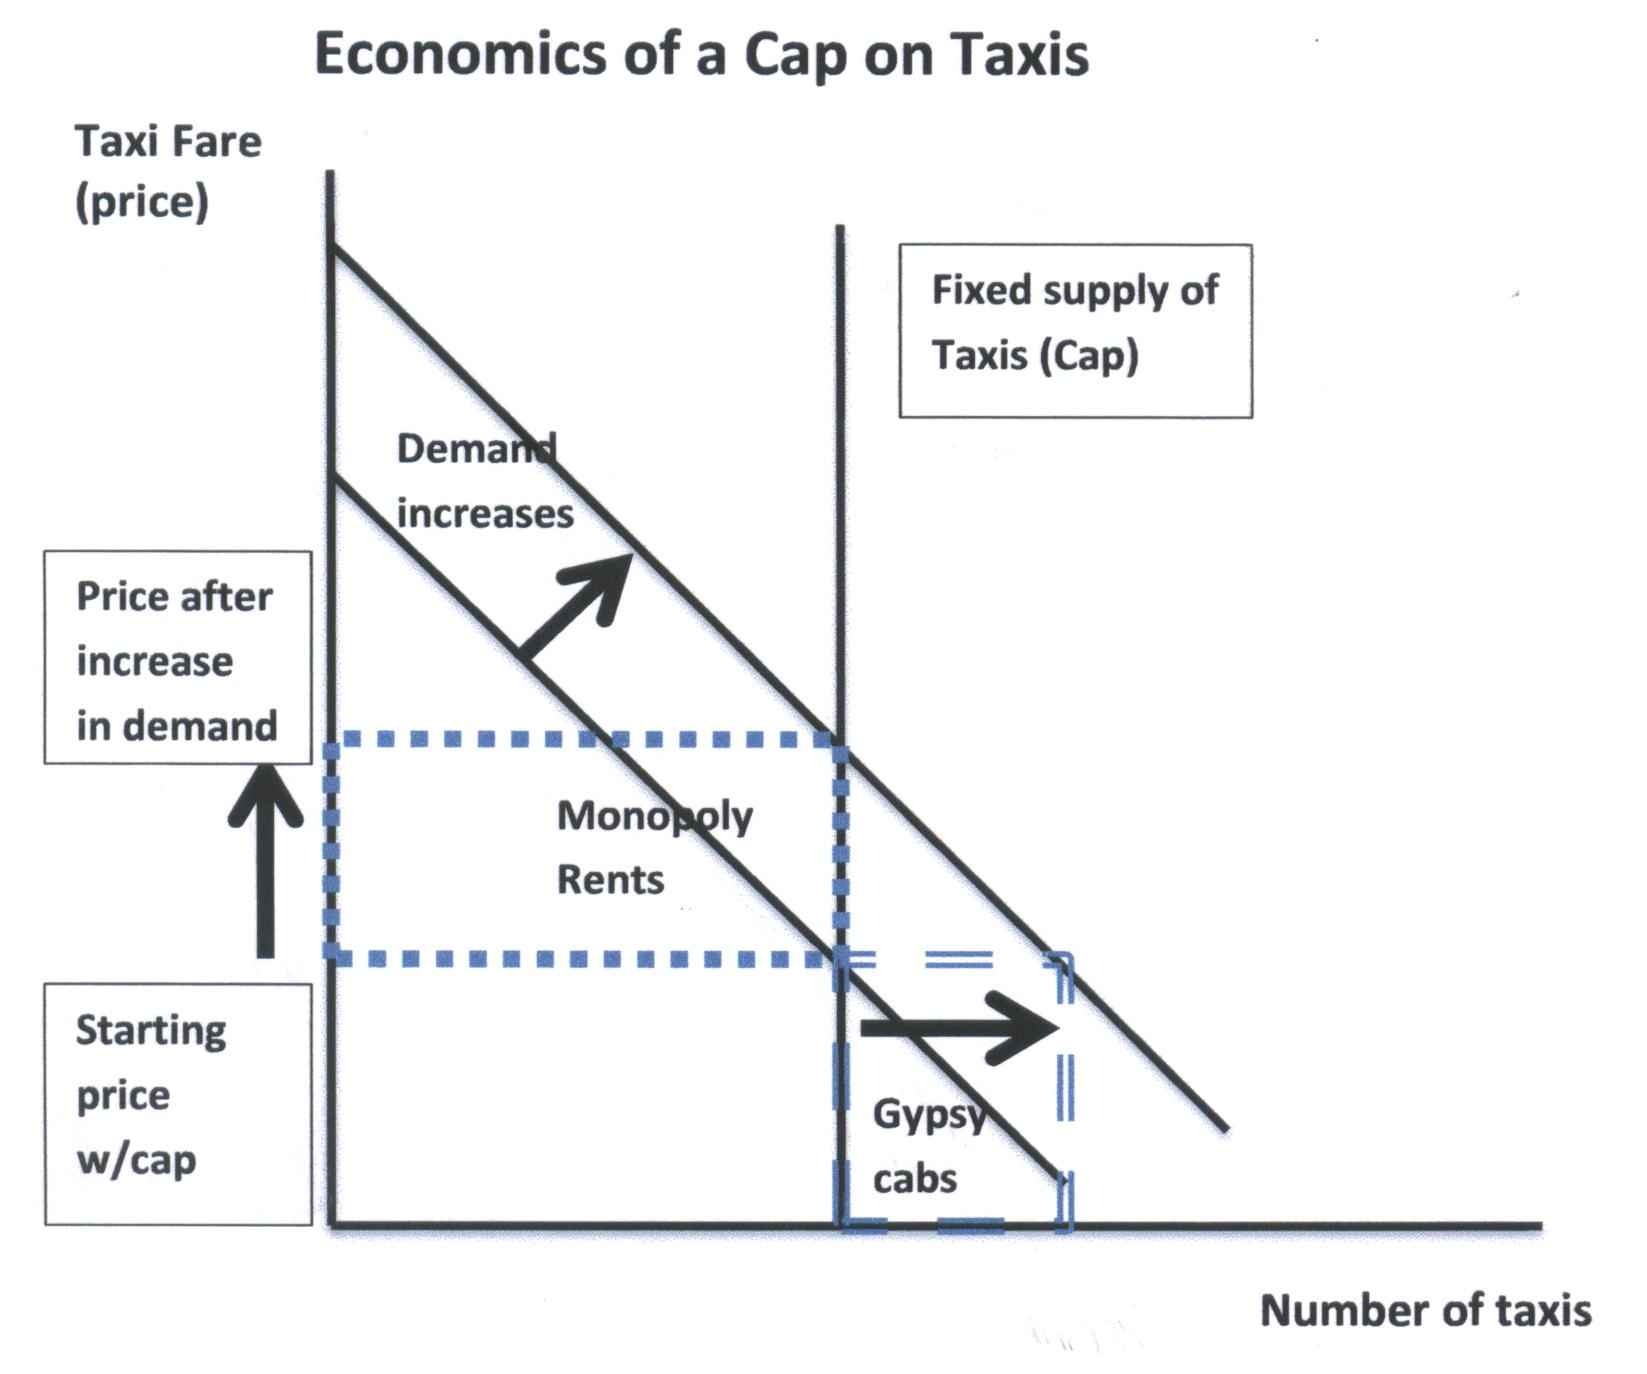 Economics of a Cap on Taxis
Taxi Fare
(price)
Fixed supply of
Taxis (Cap)
Demand
increases
Price after
increase
in demand
Monopoly
Rents
Starting
price
w/cap
Gypsy
cabs
Number of taxis